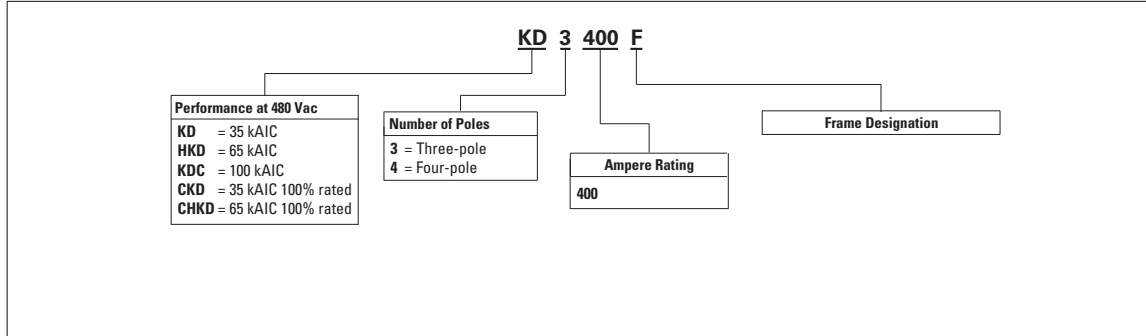 KD 3 400 F
Performance at 480 Vac
KD = 35 kAIC
HKD = 65 kAIC
KDC = 100 kAIC
CKD = 35 kAIC 100% rated
CHKD = 65 kAIC 100% rated
Number of Poles
3 = Three-pole
4 = Four-pole
Ampere Rating
400
Frame Designation